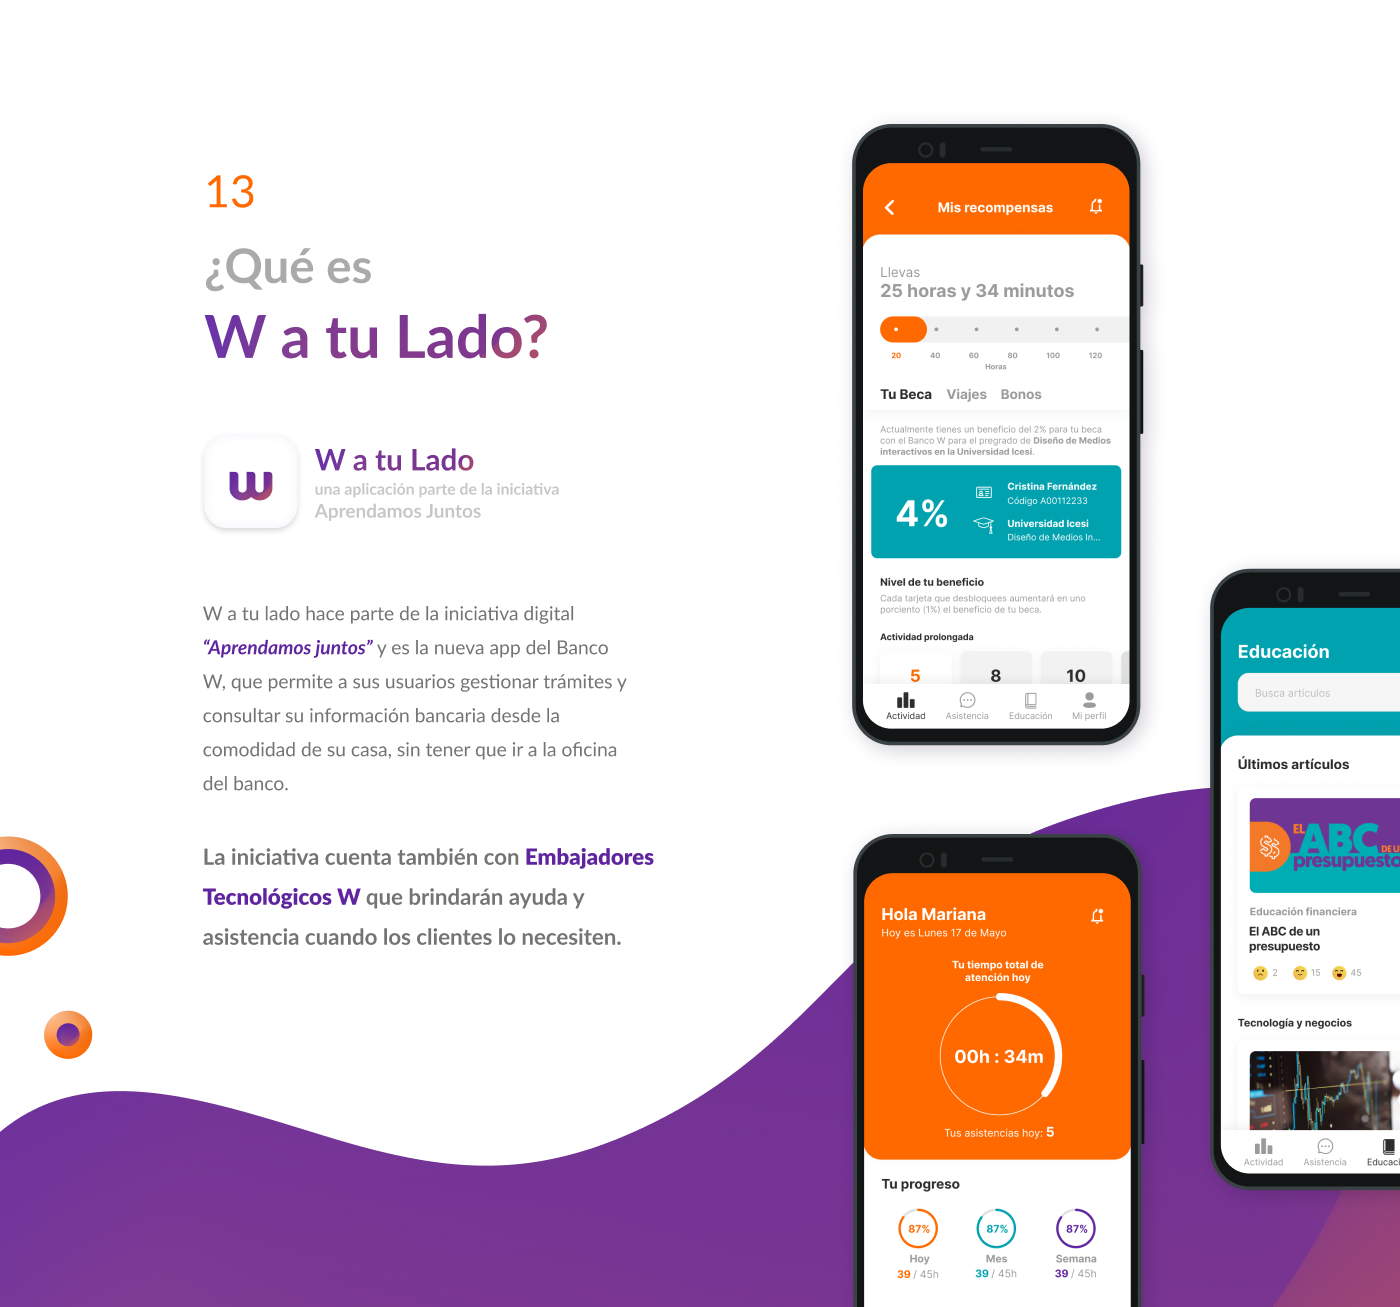 13
¿Qué es
W a tu Lado?
W a tu Lado
una aplicación parte de la iniciativa
Aprendamos Juntos
W a tu lado hace parte de la iniciativa digital
“Aprendamos juntos” y es la nueva app del Banco
W, que permite a sus usuarios gestionar trámites y
consultar su información bancaria desde la
comodidad de su casa, sin tener que ir a la oficina
del banco.
La iniciativa cuenta también con Embajadores
Tecnológicos W que brindarán ayuda y
asistencia cuando los clientes lo necesiten.
Mis recompensas
Llevas
25 horas y 34 minutos
20 40 60 80 100 120
Horas
Tu Beca Viajes Bonos
Actualmente tienes un beneficio del 2% para tu beca
con el Banco W para el pregrado de Diseño de Medios
interactivos en la Universidad Icesi.
4%
Cristina Fernández
Código A00112233
Universidad Icesi
Diseño de Medios In...
Nivel de tu beneficio
Cada tarjeta que desbloquees aumentará en uno
porciento (1%) el beneficio de tu beca.
Actividad prolongada
5 8 10
Actividad Asistencia Educación Mi perfil
Hola Mariana
Hoy es Lunes 17 de Mayo
Tu tiempo total de
atención hoy
00h : 34m
Tus asistencias hoy: 5
Tu progreso
87% 87% 87%
Hoy Mes Semana
39 / 45h 39 / 45h 39 / 45h
Educación
Busca artículos
Últimos artículos
EL ABC DE U
presupuesto
Educación financiera
El ABC de un
presupuesto
2 15 45
Tecnología y negocios
Actividad Asistencia Educaci